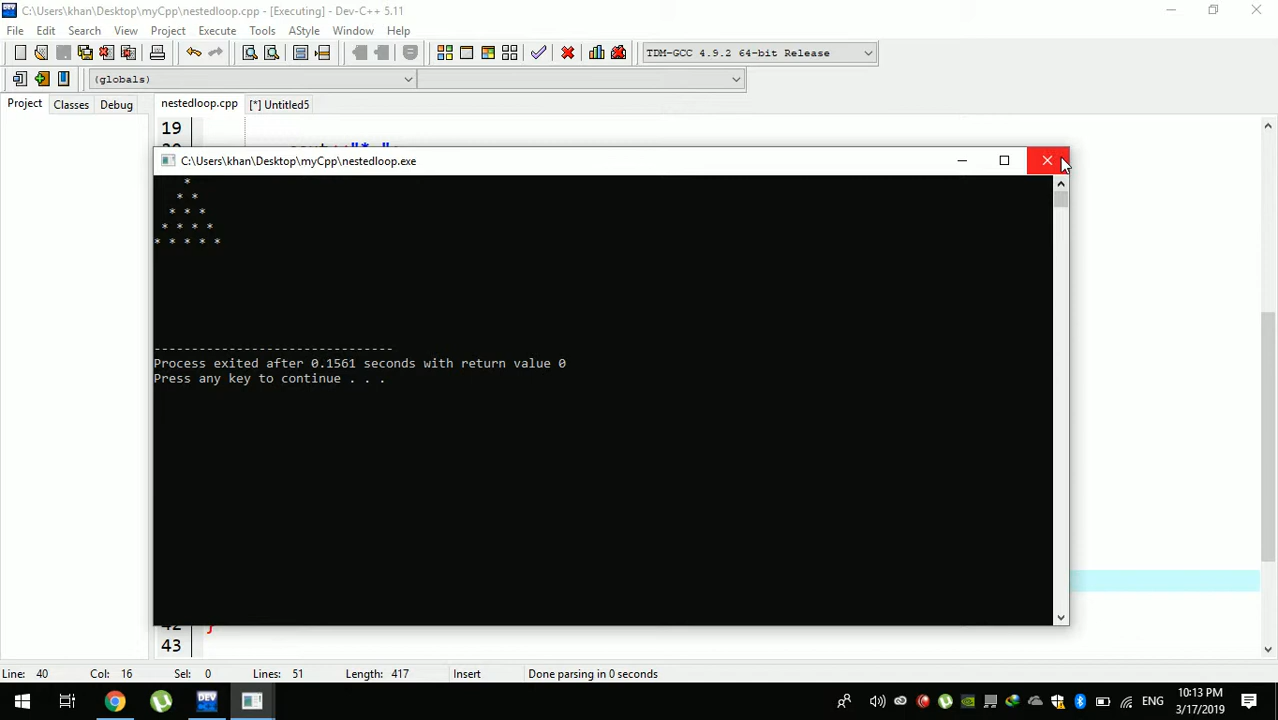 C:\Users\khan\Desktop\myCpp\nestedloop.cpp - [Executing] - Dev-C++ 5.11
File Edit Search View Project Execute Tools AStyle Window Help
TDM-GCC 4.9.2 64-bit Release
(globals)
Project Classes Debug nestedloop.cpp [*] Untitled5
19
C:\Users\khan\Desktop\myCpp\nestedloop.exe
*
* *
* * *
* * * *
* * * * *
--------------------------------
Process exited after 0.1561 seconds with return value 0
Press any key to continue . . .
43
Line: 40 Col: 16 Sel: 0 Lines: 51 Length: 417 Insert Done parsing in 0 seconds
DEV
ENG
10:13 PM
3/17/2019